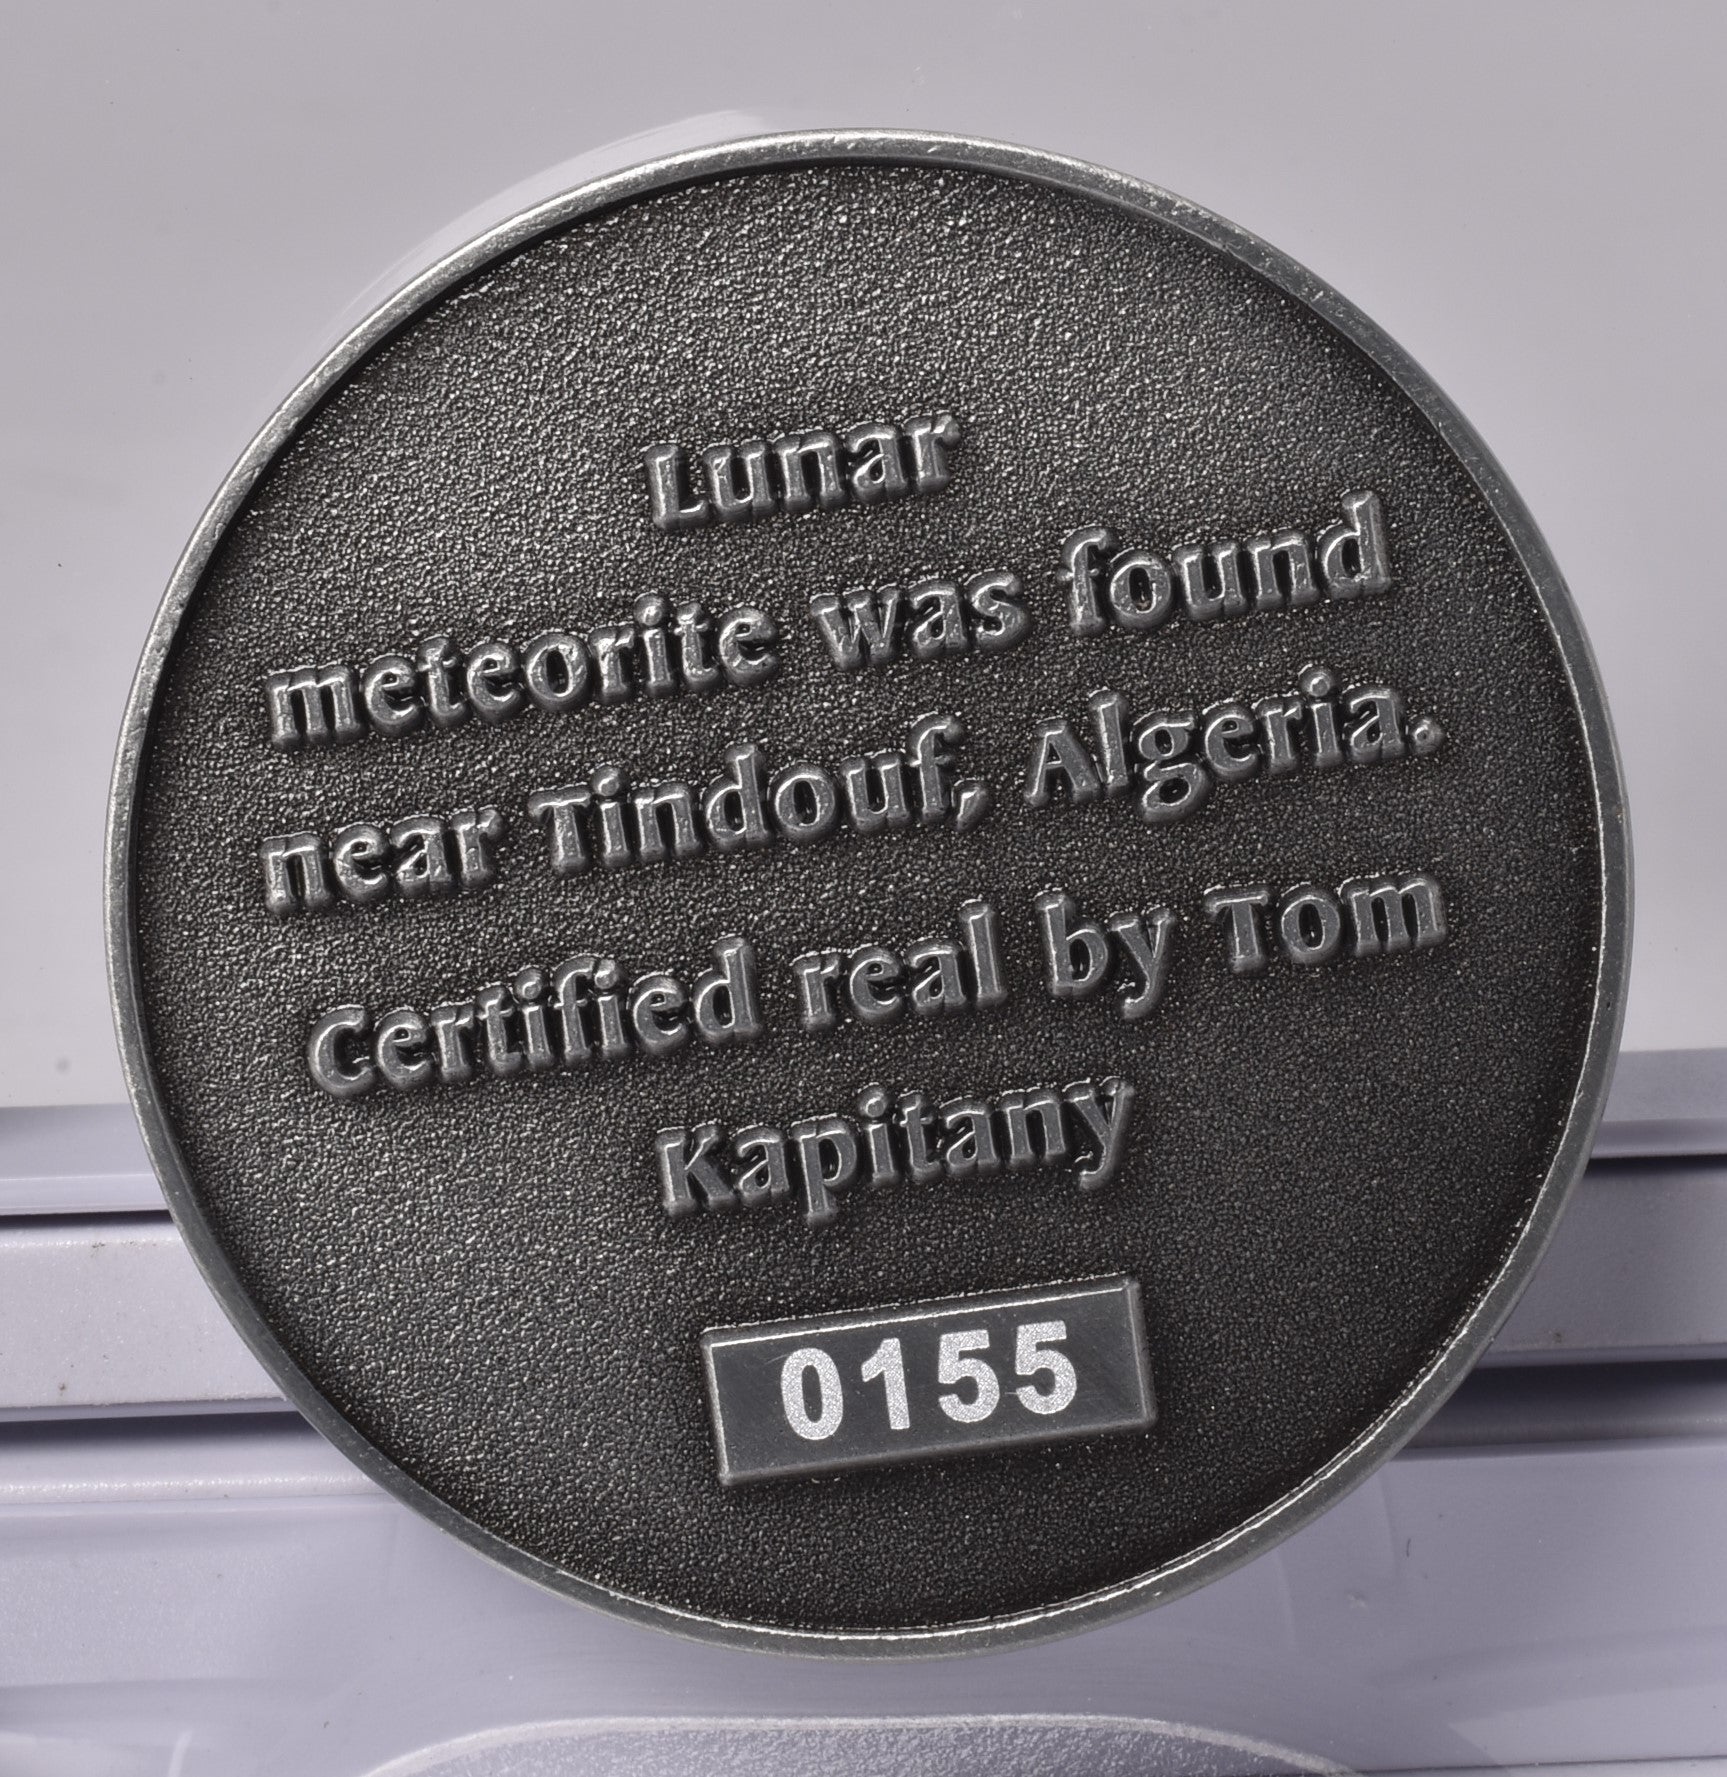 Lunar
meteorite was found
near Tindouf, Algeria.
Certified real by Tom
Kapitany
0155